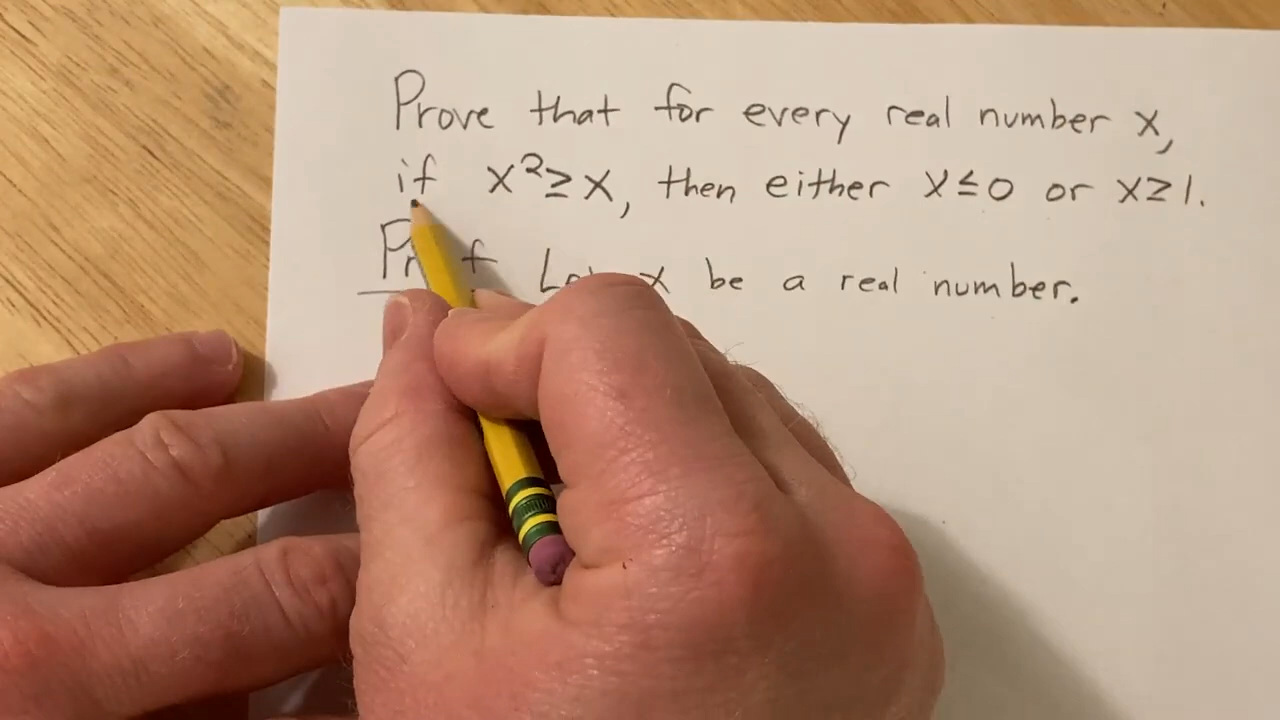 Prove that for every real number x,
if x²≥x, then either x≤0 or x≥1.
x be a real number.